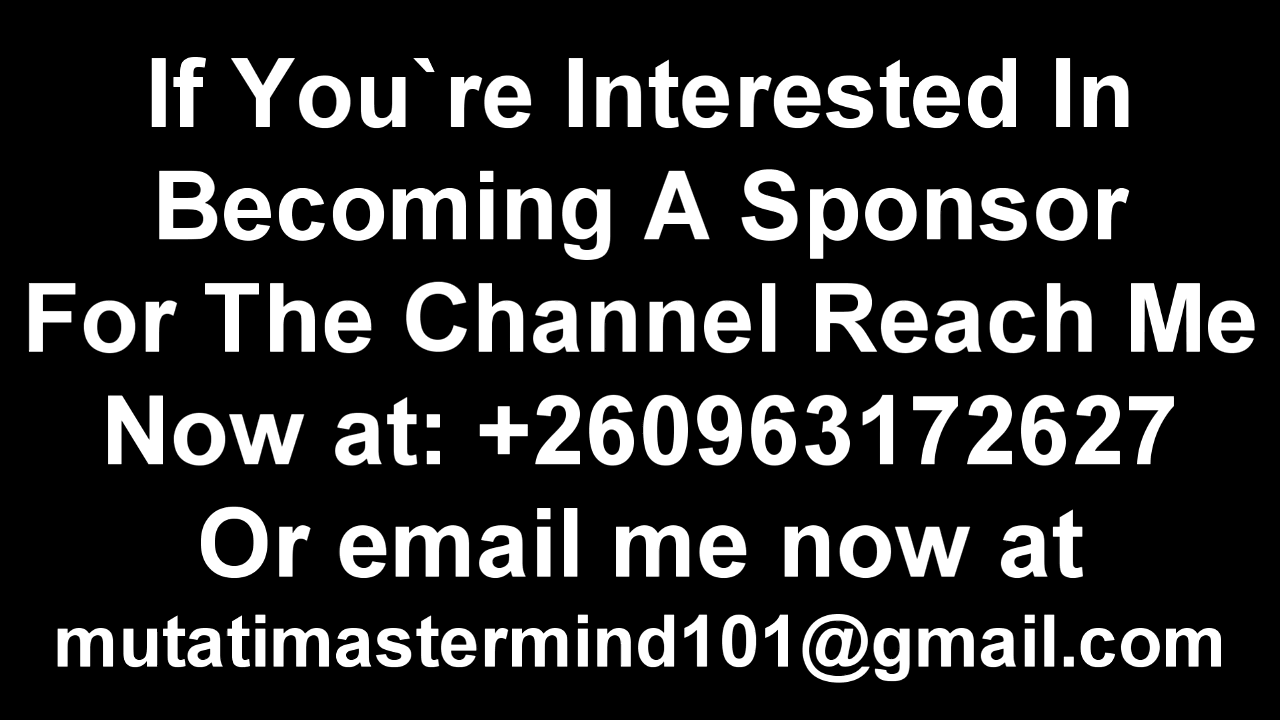 If You`re Interested In
Becoming A Sponsor
For The Channel Reach Me
Now at: +260963172627
Or email me now at
mutatimastermind101@gmail.com